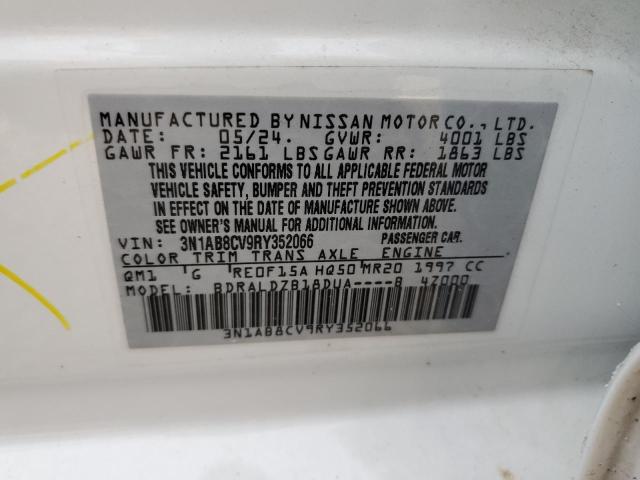 MANUFACTURED BY NISSAN MOTOR CO., LTD.
DATE: 05/24. GVWR: 4001 LBS
GAWR FR: 2161 LBS GAWR RR: 1863 LBS
THIS VEHICLE CONFORMS TO ALL APPLICABLE FEDERAL MOTOR
VEHICLE SAFETY, BUMPER AND THEFT PREVENTION STANDARDS
IN EFFECT ON THE DATE OF MANUFACTURE SHOWN ABOVE.
SEE OWNER'S MANUAL FOR ADDITIONAL INFORMATION.
VIN: 3N1AB8CV9RY352066 PASSENGER CAR.
COLOR TRIM TRANS AXLE ENGINE
QM1 G RE0F15A HQ50 MR20 1997 CC
MODEL: BDRALDZB18DUA----B 4Z000
3N1AB8CV9RY352066